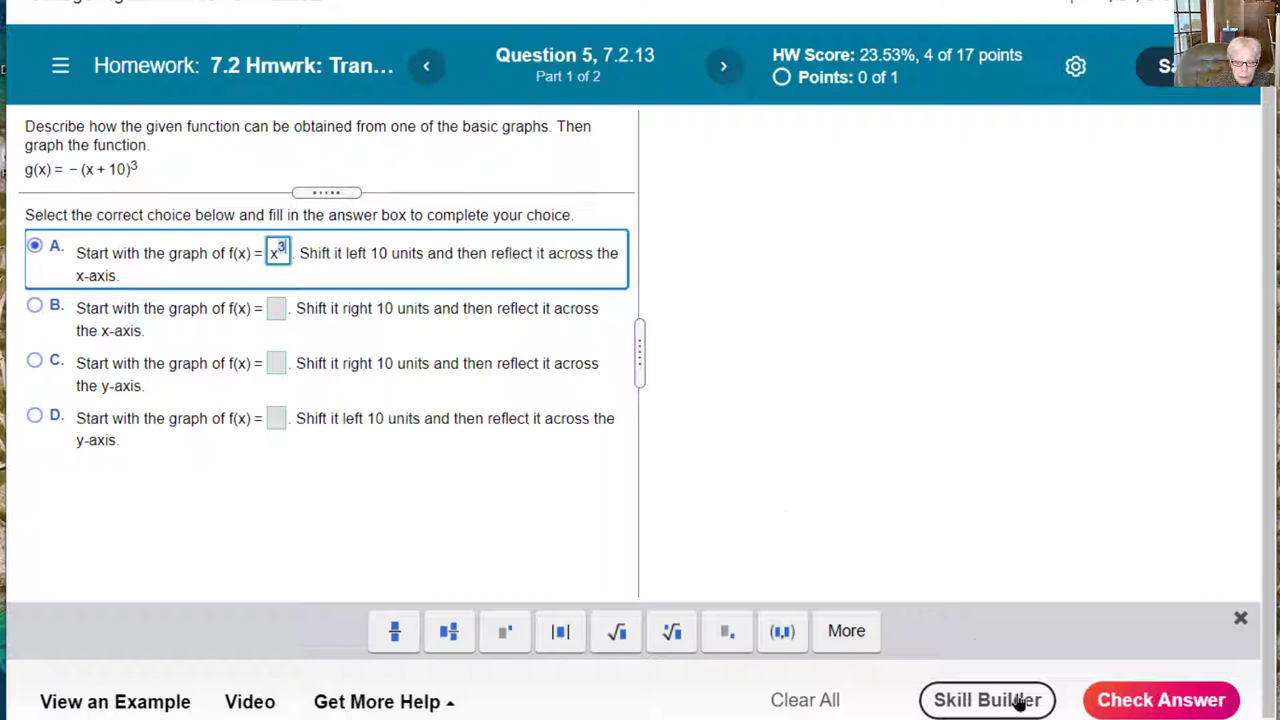 Homework: 7.2 Hmwrk: Tran...
Question 5, 7.2.13
Part 1 of 2
HW Score: 23.53%, 4 of 17 points
Points: 0 of 1
Describe how the given function can be obtained from one of the basic graphs. Then
graph the function.
g(x) = − (x + 10)³
Select the correct choice below and fill in the answer box to complete your choice.
A. Start with the graph of f(x) = x³. Shift it left 10 units and then reflect it across the
x-axis.
B. Start with the graph of f(x) = . Shift it right 10 units and then reflect it across
the x-axis.
C. Start with the graph of f(x) = . Shift it right 10 units and then reflect it across
the y-axis.
D. Start with the graph of f(x) = . Shift it left 10 units and then reflect it across the
y-axis.
More
View an Example
Video
Get More Help
Clear All
Skill Builder
Check Answer